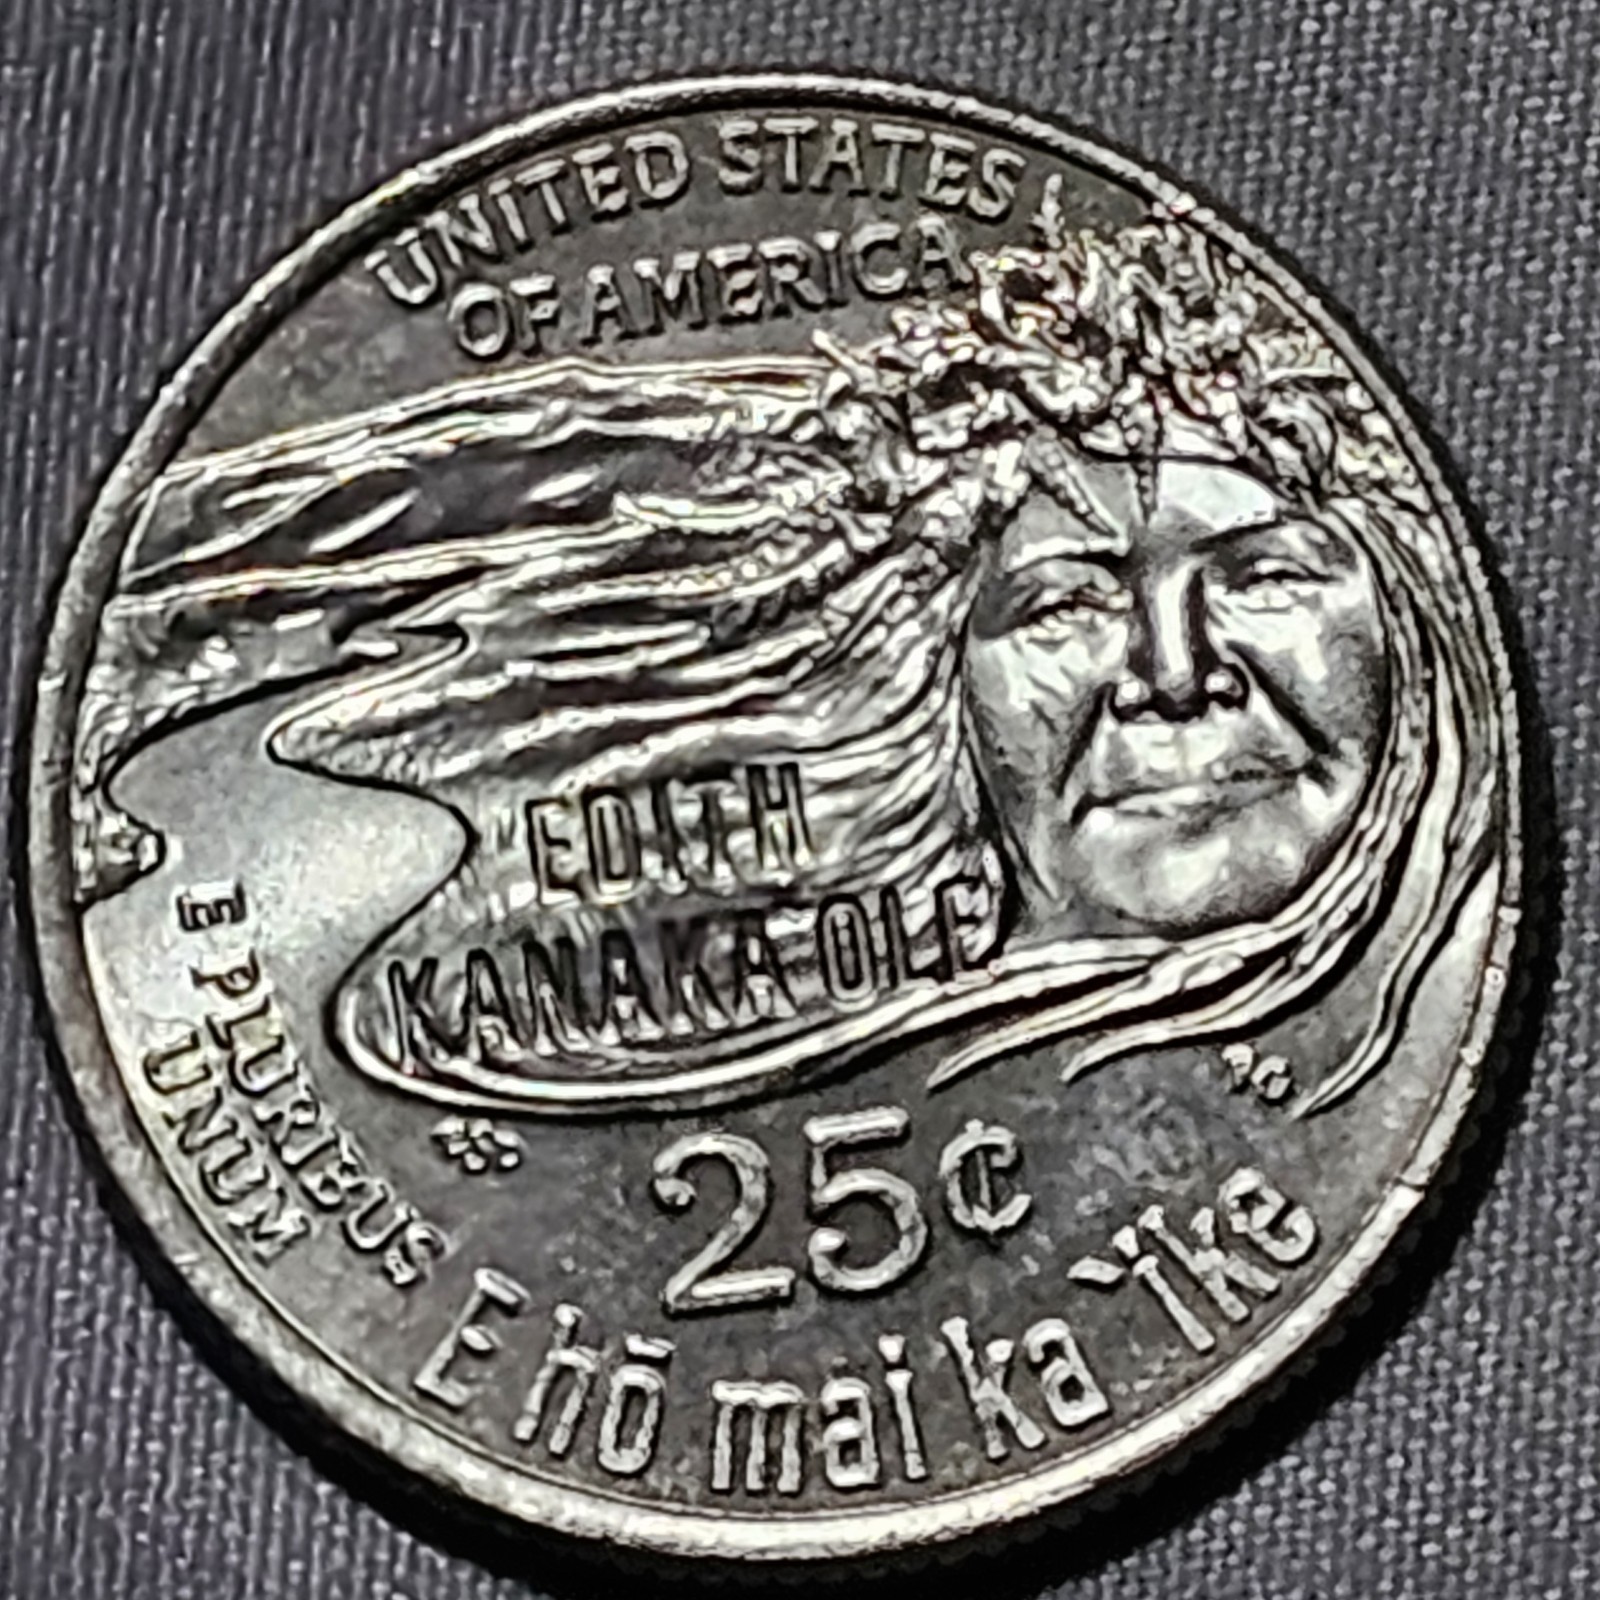 UNITED STATES
OF AMERICA
EDITH
KANAKA OLE
E PLURIBUS
UNUM
25¢
E hō mai ka ʻike